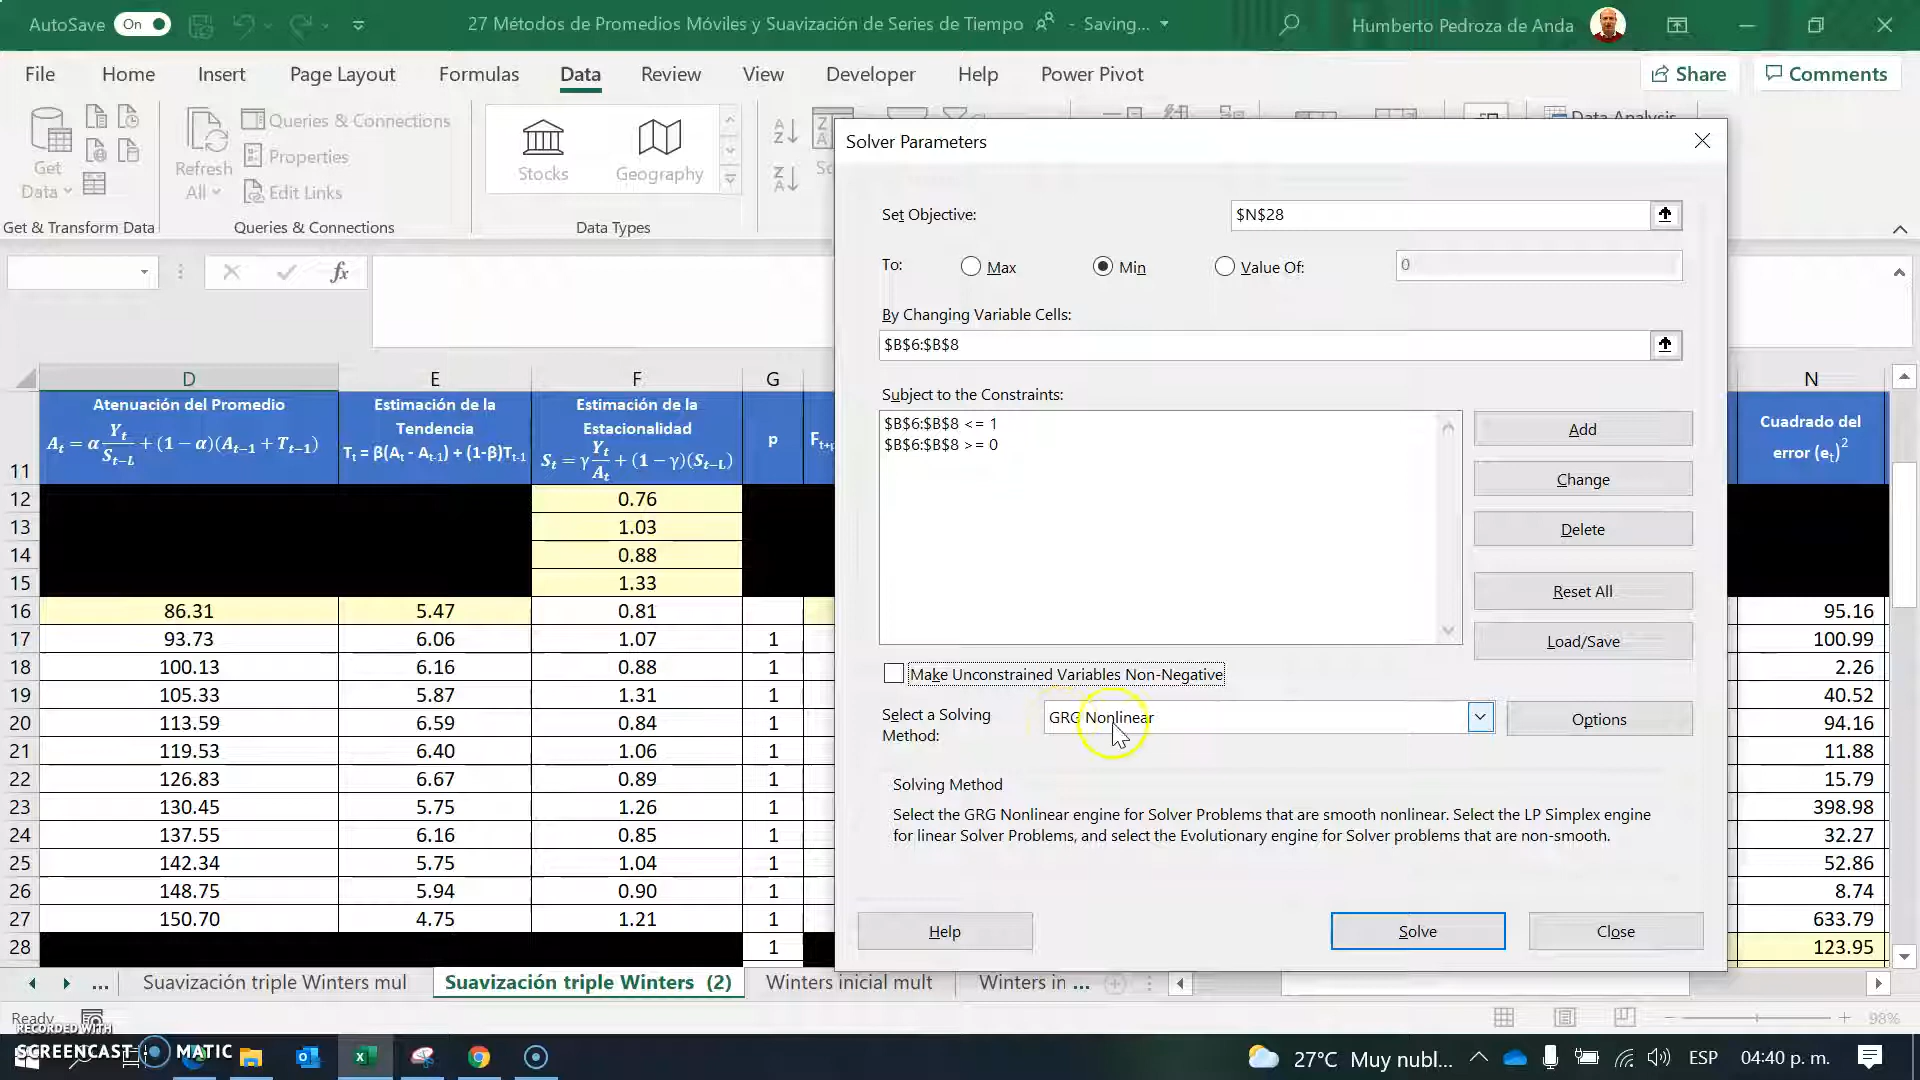 AutoSave On 27 Métodos de Promedios Móviles y Suavización de Series de Tiempo - Saving... Humberto Pedroza de Anda
File Home Insert Page Layout Formulas Data Review View Developer Help Power Pivot Share Comments
Get Data
Refresh All
Queries & Connections
Properties
Edit Links
Stocks
Geography
Data Analysis
Get & Transform Data
Queries & Connections
Data Types
fx
Solver Parameters
Set Objective: $N$28
To: Max Min Value Of: 0
By Changing Variable Cells:
$B$6:$B$8
Subject to the Constraints:
$B$6:$B$8 <= 1
$B$6:$B$8 >= 0
Add
Change
Delete
Reset All
Load/Save
Make Unconstrained Variables Non-Negative
Select a Solving Method: GRG Nonlinear Options
Solving Method
Select the GRG Nonlinear engine for Solver Problems that are smooth nonlinear. Select the LP Simplex engine
for linear Solver Problems, and select the Evolutionary engine for Solver problems that are non-smooth.
Help Solve Close
D E F G N
11 Atenuación del Promedio A_t = α Y_t/S_{t-L} + (1 − α)(A_{t−1} + T_{t−1})
Estimación de la Tendencia T_t = β(A_t - A_{t-1}) + (1-β)T_{t-1}
Estimación de la Estacionalidad S_t = γ Y_t/A_t + (1 − γ)(S_{t−L})
p
Cuadrado del error (e_t)^2
12 0.76
13 1.03
14 0.88
15 1.33
16 86.31 5.47 0.81 95.16
17 93.73 6.06 1.07 1 100.99
18 100.13 6.16 0.88 1 2.26
19 105.33 5.87 1.31 1 40.52
20 113.59 6.59 0.84 1 94.16
21 119.53 6.40 1.06 1 11.88
22 126.83 6.67 0.89 1 15.79
23 130.45 5.75 1.26 1 398.98
24 137.55 6.16 0.85 1 32.27
25 142.34 5.75 1.04 1 52.86
26 148.75 5.94 0.90 1 8.74
27 150.70 4.75 1.21 1 633.79
28 1 123.95
... Suavización triple Winters mul Suavización triple Winters (2) Winters inicial mult Winters in ...
Ready 98%
RECORDED WITH
SCREENCAST MATIC
27°C Muy nubl... ESP 04:40 p. m.